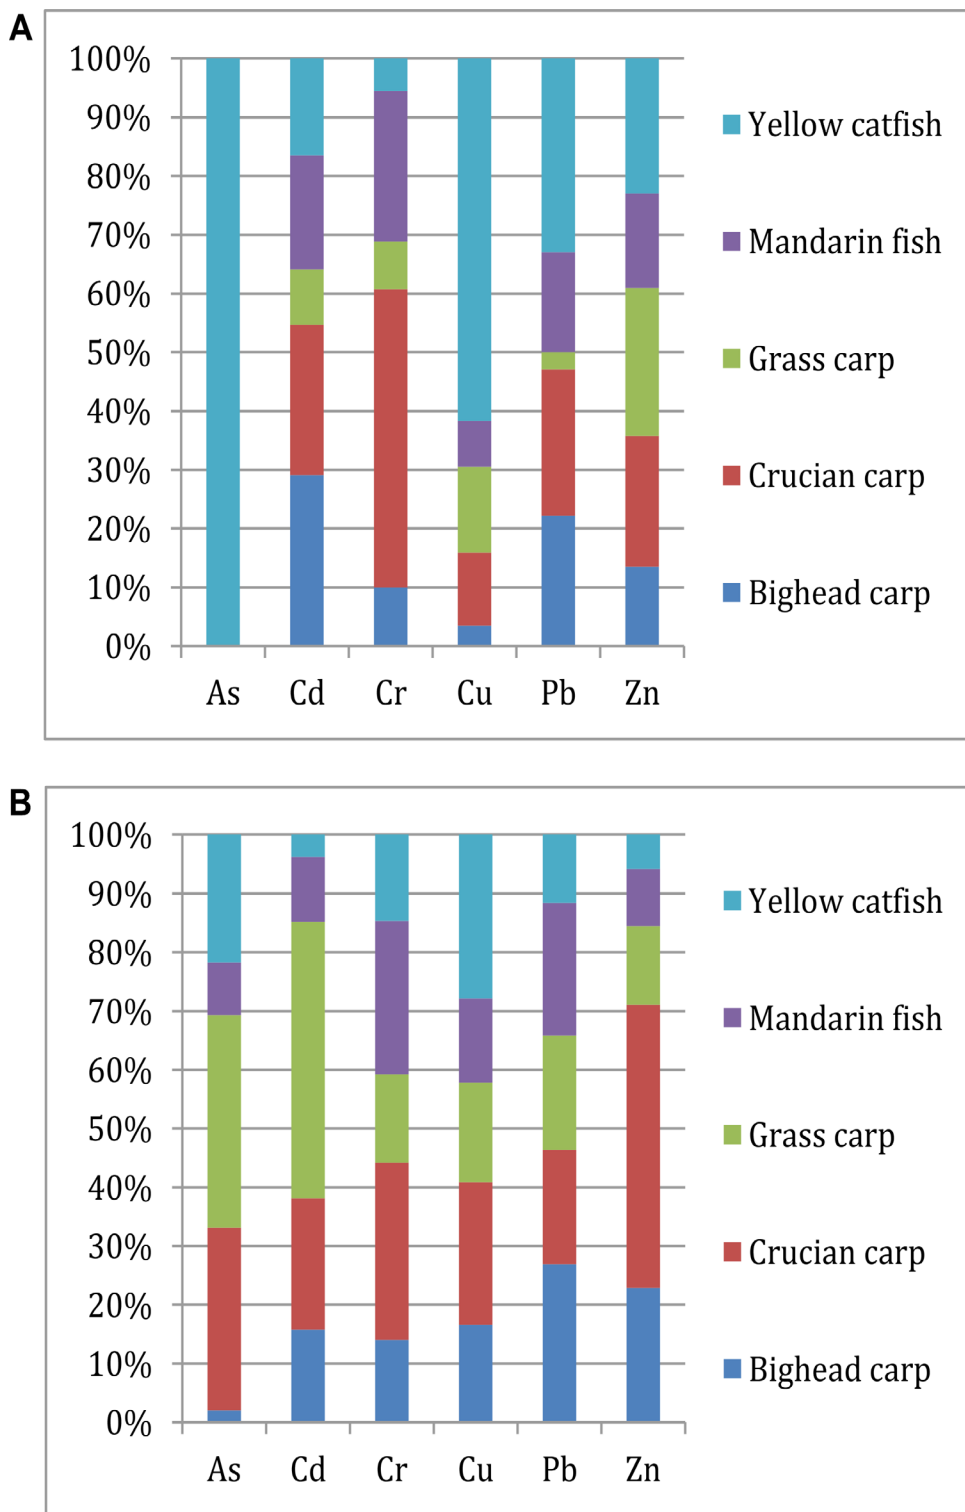 A
100%
90%
80%
70%
60%
50%
40%
30%
20%
10%
0%
As Cd Cr Cu Pb Zn
Yellow catfish
Mandarin fish
Grass carp
Crucian carp
Bighead carp
B
100%
90%
80%
70%
60%
50%
40%
30%
20%
10%
0%
As Cd Cr Cu Pb Zn
Yellow catfish
Mandarin fish
Grass carp
Crucian carp
Bighead carp